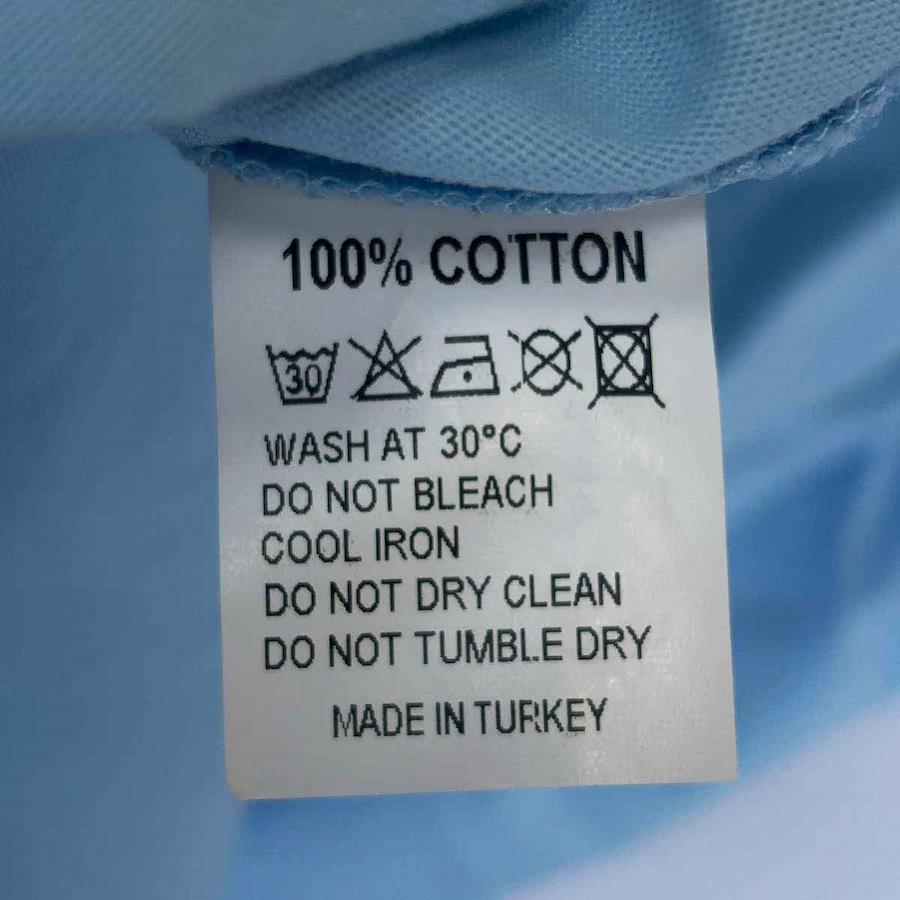 100% COTTON
30
WASH AT 30°C
DO NOT BLEACH
COOL IRON
DO NOT DRY CLEAN
DO NOT TUMBLE DRY
MADE IN TURKEY